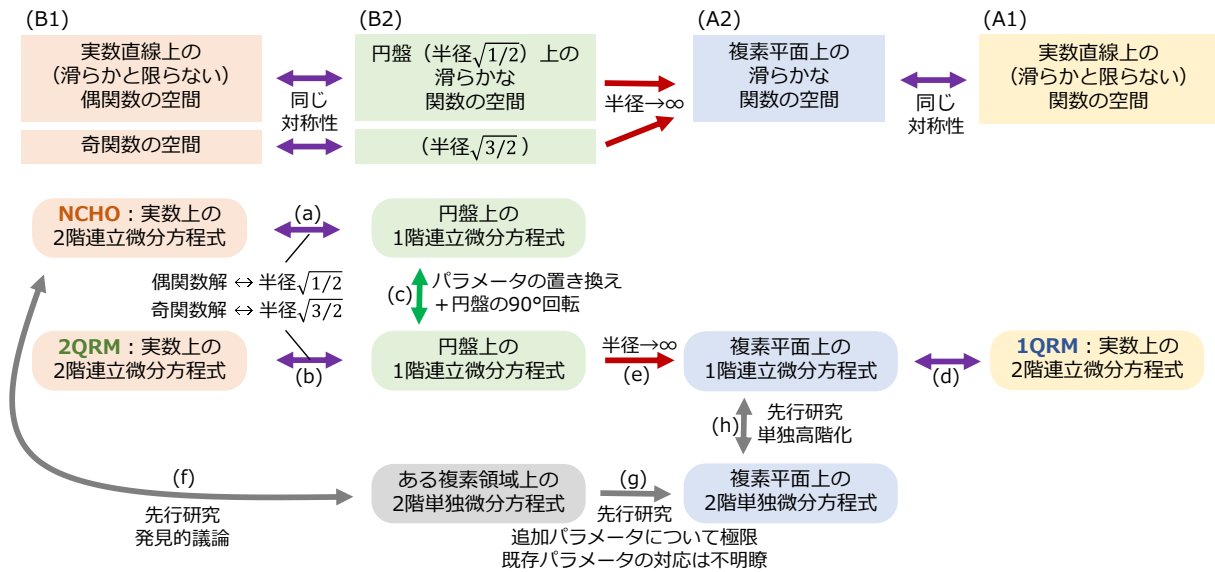 (B1)
(B2)
(A2)
(A1)
実数直線上の
（滑らかと限らない）
偶関数の空間
同じ
対称性
円盤（半径√1/2）上の
滑らかな
関数の空間
半径→∞
複素平面上の
滑らかな
関数の空間
同じ
対称性
実数直線上の
（滑らかと限らない）
関数の空間
奇関数の空間
（半径√3/2）
NCHO：実数上の
2階連立微分方程式
(a)
円盤上の
1階連立微分方程式
偶関数解 ↔ 半径√1/2
奇関数解 ↔ 半径√3/2
(c)
パラメータの置き換え
＋円盤の90°回転
2QRM：実数上の
2階連立微分方程式
(b)
円盤上の
1階連立微分方程式
半径→∞
(e)
複素平面上の
1階連立微分方程式
(d)
1QRM：実数上の
2階連立微分方程式
(h)
先行研究
単独高階化
(f)
先行研究
発見的議論
ある複素領域上の
2階単独微分方程式
(g)
先行研究
追加パラメータについて極限
既存パラメータの対応は不明瞭
複素平面上の
2階単独微分方程式